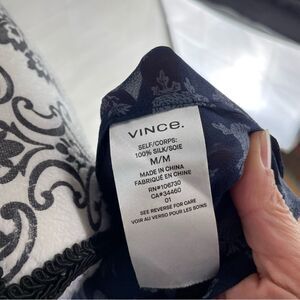 VINCE.
SELF/CORPS:
100% SILK/SOIE
M/M
MADE IN CHINA
FABRIQUÉ EN CHINE
RN#106730
CA#34460
01
SEE REVERSE FOR CARE
VOIR AU VERSO POUR LES SOINS